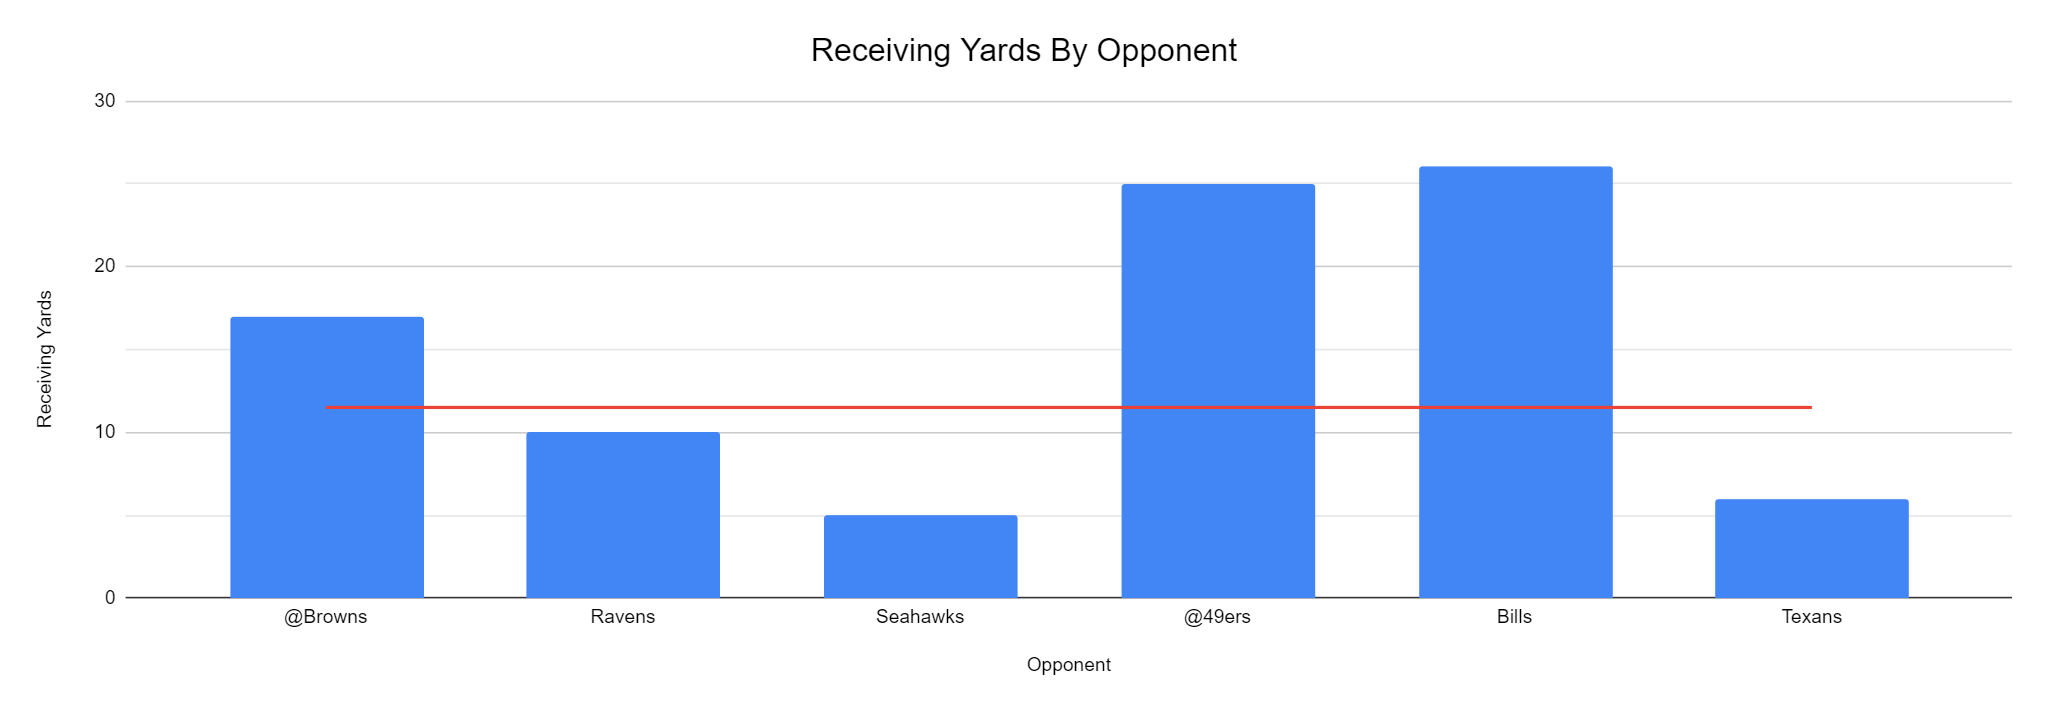 Receiving Yards By Opponent
30
20
10
0
Receiving Yards
@Browns
Ravens
Seahawks
@49ers
Bills
Texans
Opponent